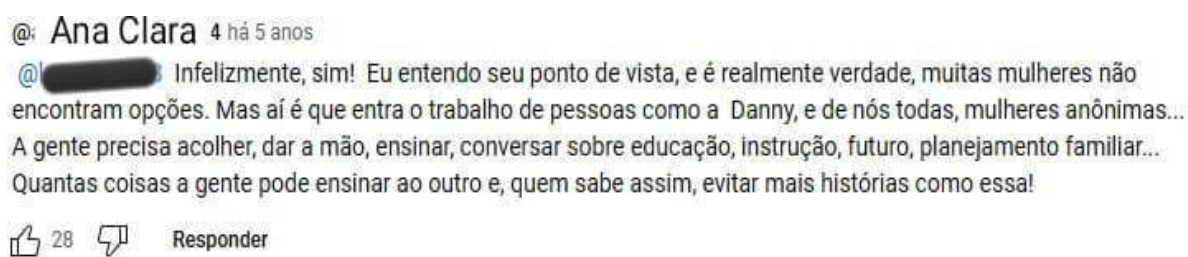 @ Ana Clara 4 há 5 anos
@ Infelizmente, sim! Eu entendo seu ponto de vista, e é realmente verdade, muitas mulheres não
encontram opções. Mas aí é que entra o trabalho de pessoas como a Danny, e de nós todas, mulheres anônimas...
A gente precisa acolher, dar a mão, ensinar, conversar sobre educação, instrução, futuro, planejamento familiar...
Quantas coisas a gente pode ensinar ao outro e, quem sabe assim, evitar mais histórias como essa!
28 Responder